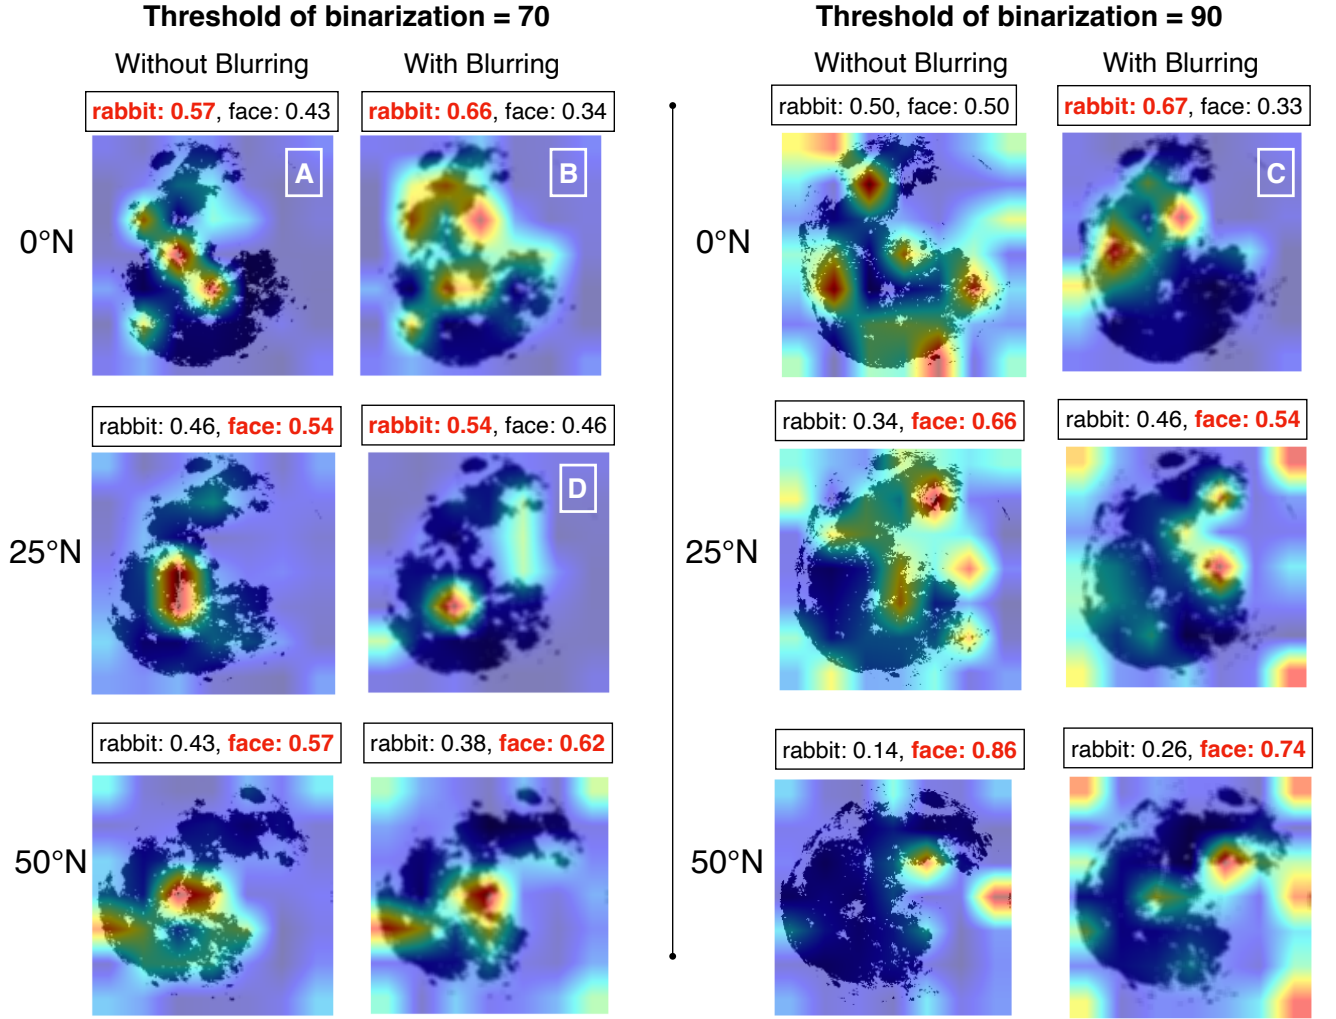 Threshold of binarization = 70
Threshold of binarization = 90
Without Blurring
With Blurring
Without Blurring
With Blurring
rabbit: 0.57, face: 0.43
rabbit: 0.66, face: 0.34
rabbit: 0.50, face: 0.50
rabbit: 0.67, face: 0.33
A
B
C
0°N
0°N
rabbit: 0.46, face: 0.54
rabbit: 0.54, face: 0.46
rabbit: 0.34, face: 0.66
rabbit: 0.46, face: 0.54
D
25°N
25°N
rabbit: 0.43, face: 0.57
rabbit: 0.38, face: 0.62
rabbit: 0.14, face: 0.86
rabbit: 0.26, face: 0.74
50°N
50°N